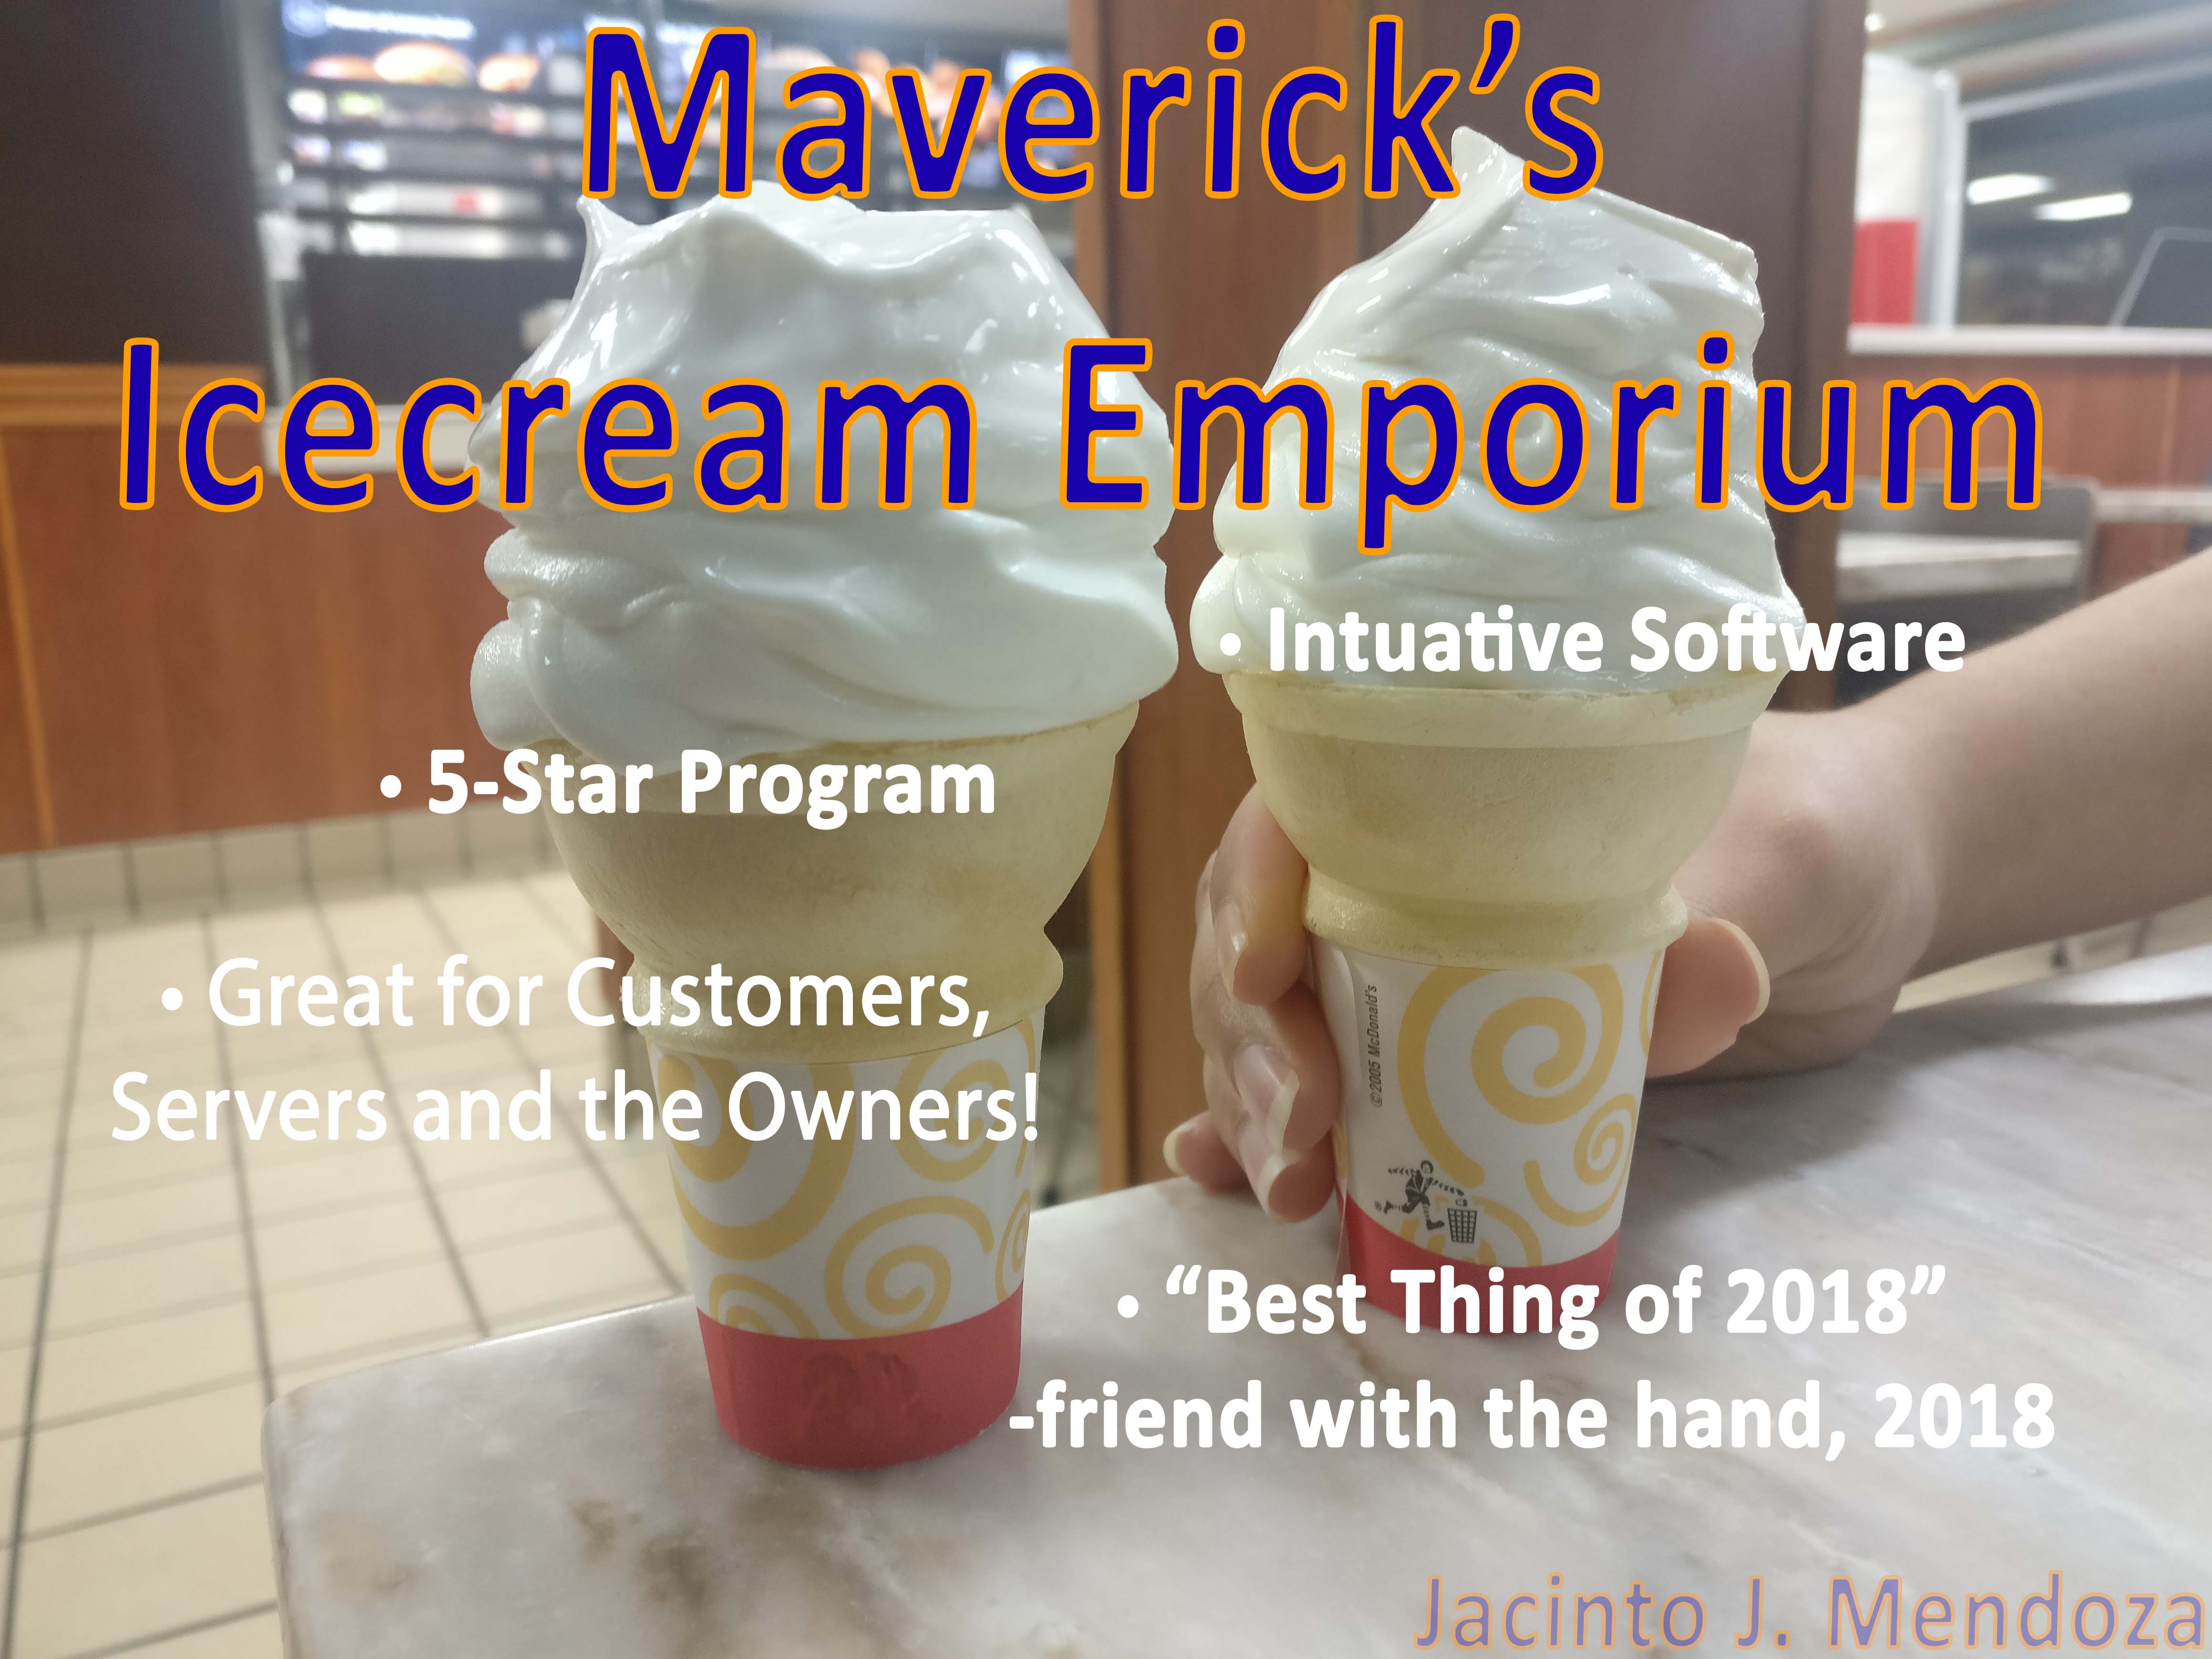 Maverick’s
Icecream Emporium
• Intuative Software
• 5-Star Program
• Great for Customers,
Servers and the Owners!
©2005 McDonald's
• “Best Thing of 2018”
-friend with the hand, 2018
Jacinto J. Mendoza